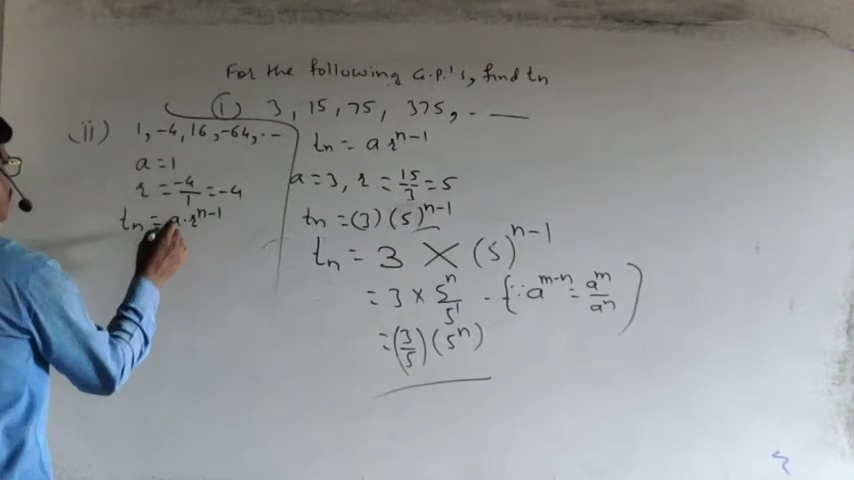 For the following G.P.'s, find tn
(i) 3, 15, 75, 375, . ——
tn = a r^n-1
a = 3, r = 15/3 = 5
tn = (3) (5)^n-1
tn = 3 × (5)^n-1
= 3 × 5^n/5^1 - {∵ a^m-n = a^m/a^n)
= (3/5) (5^n)
(ii) 1, -4, 16, -64, ..
a = 1
r = -4/1 = -4
tn = a·r^n-1